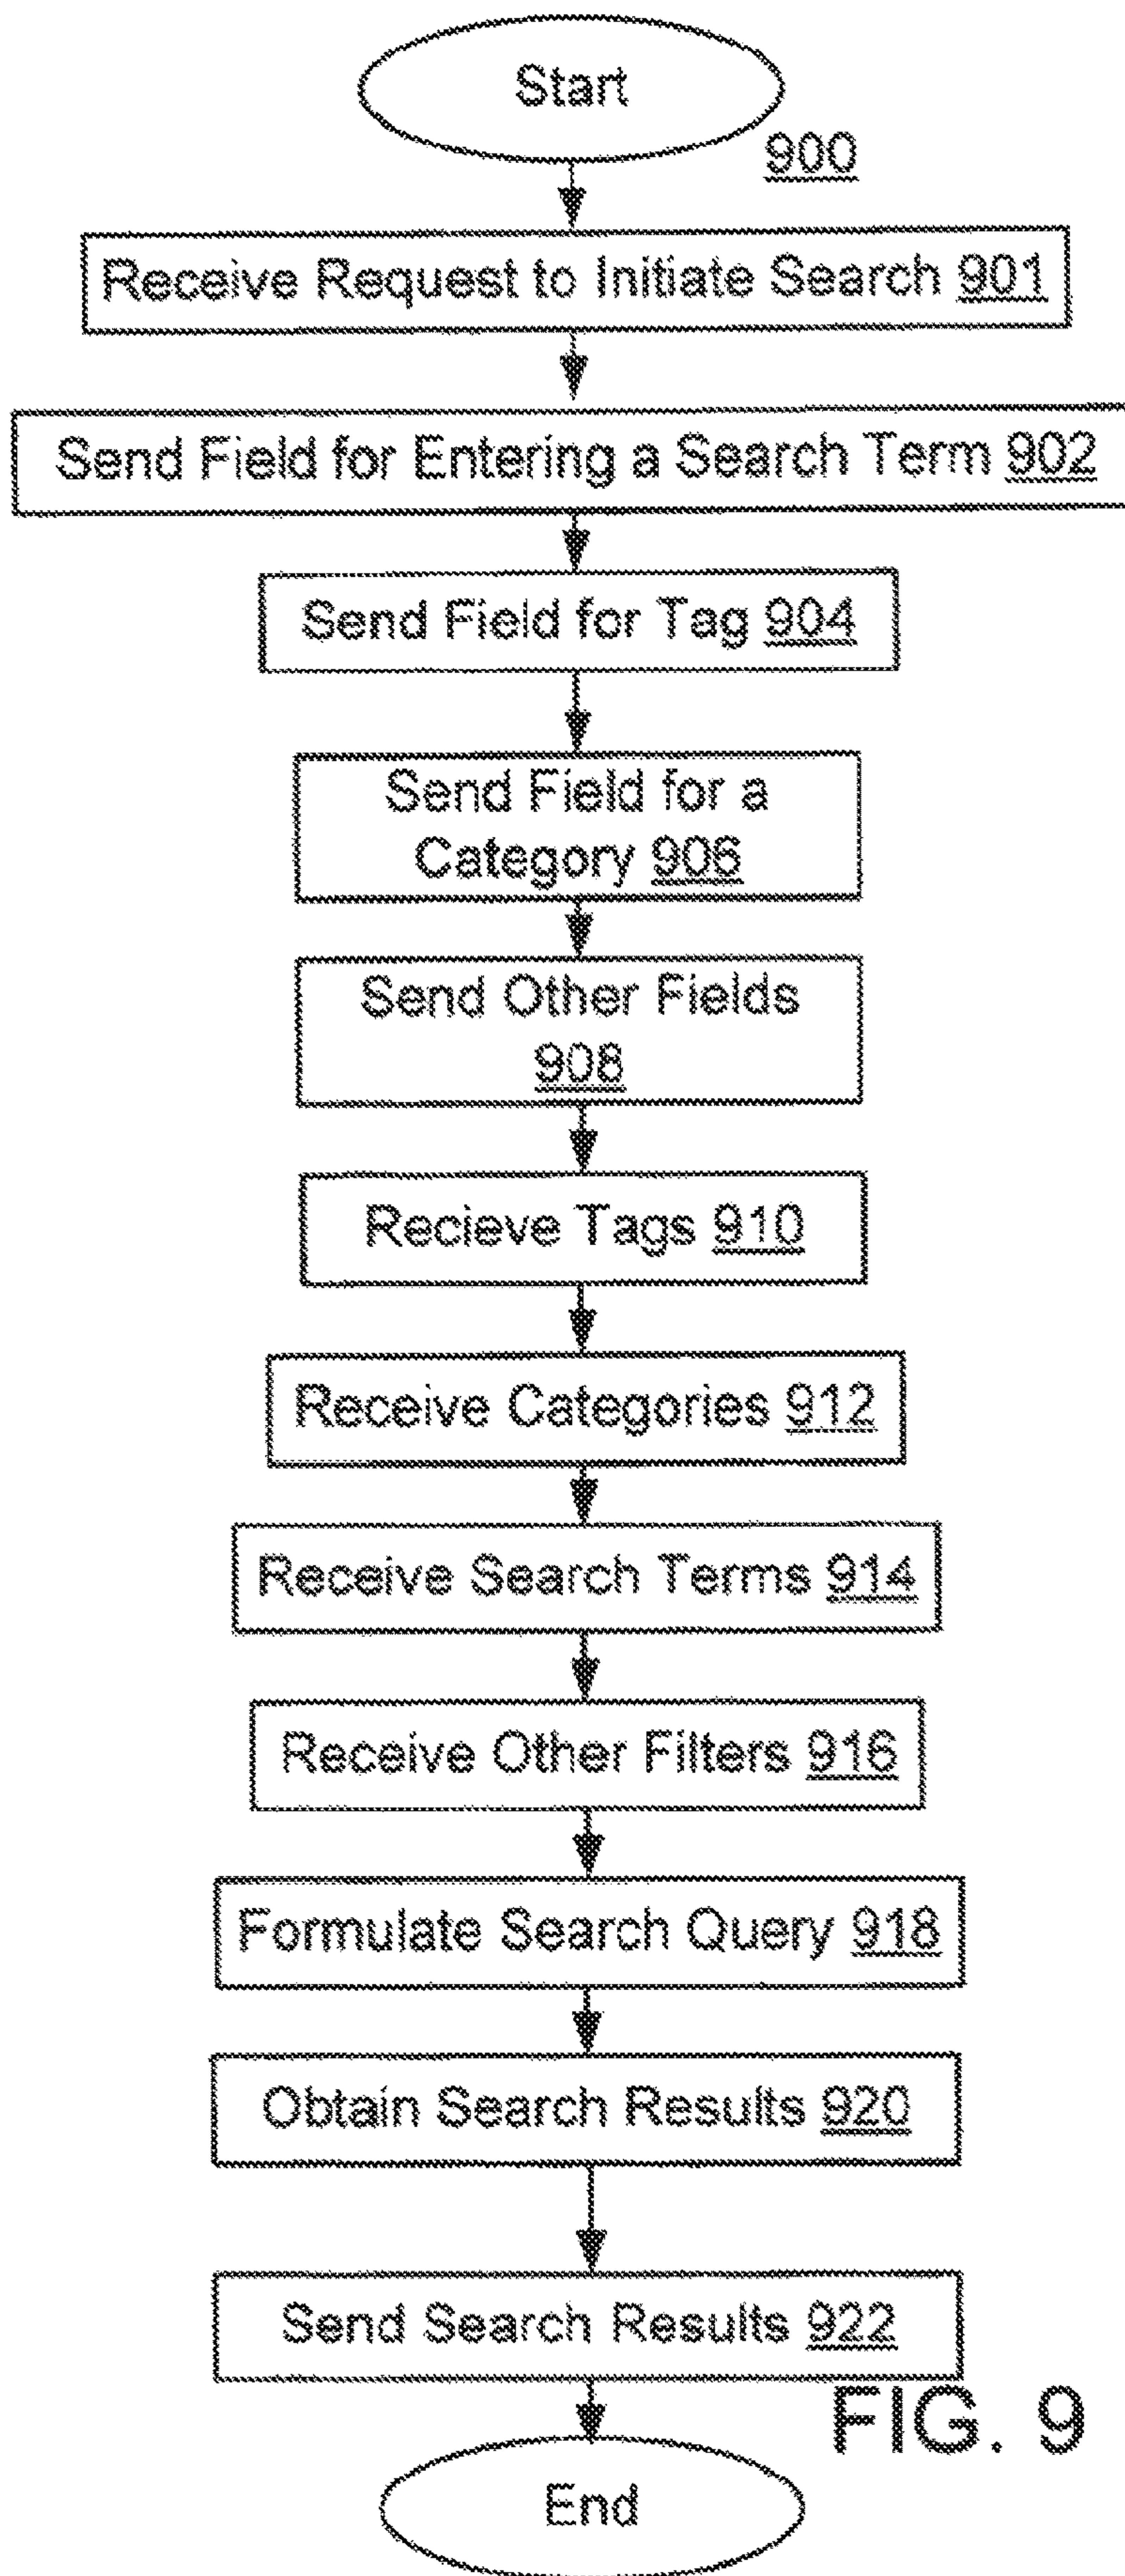 Start
900
Receive Request to Initiate Search 901
Send Field for Entering a Search Term 902
Send Field for Tag 904
Send Field for a
Category 906
Send Other Fields
908
Recieve Tags 910
Receive Categories 912
Receive Search Terms 914
Receive Other Filters 916
Formulate Search Query 918
Obtain Search Results 920
Send Search Results 922
FIG. 9
End